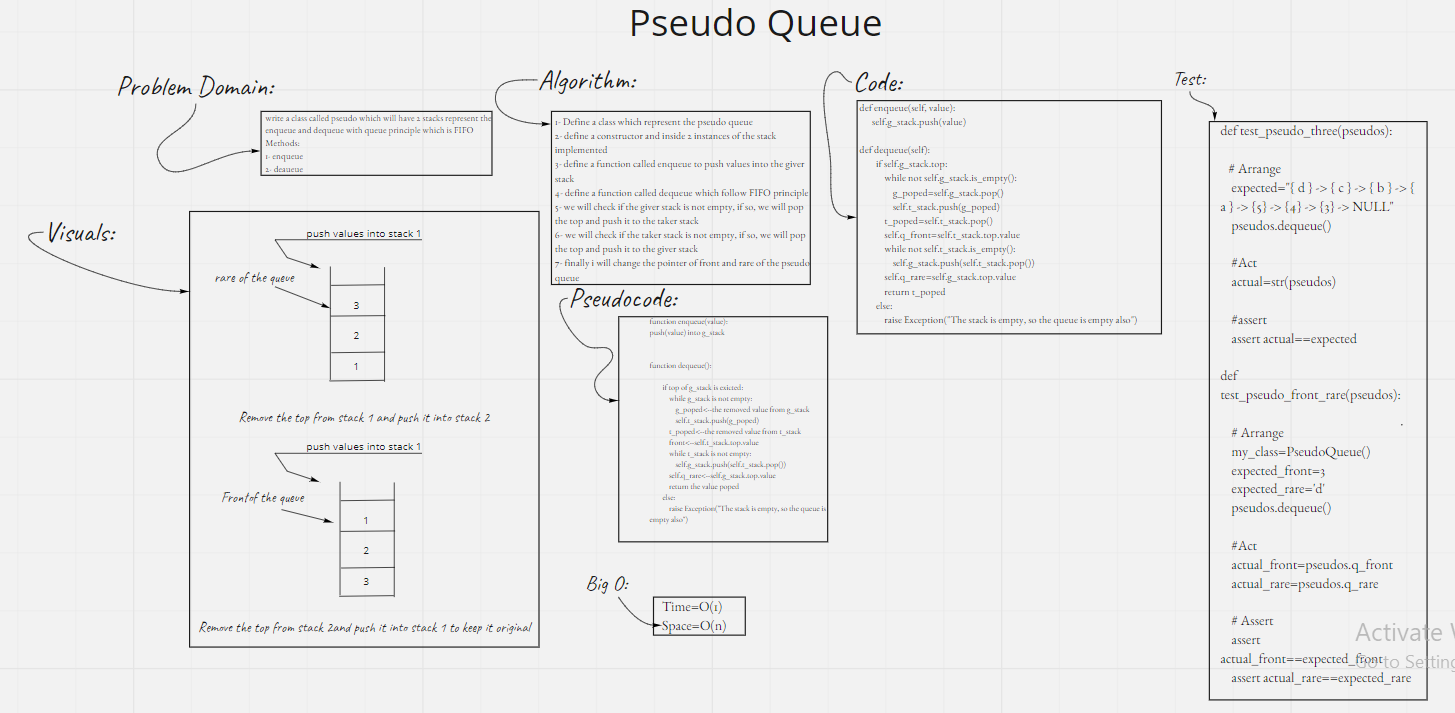 Pseudo Queue
Problem Domain:
write a class called pseudo which will have 2 stacks represent the
enqueue and dequeue with queue principle which is FIFO
Methods:
1- enqueue
2- dequeue
Visuals:
push values into stack 1
rare of the queue
3
2
1
Remove the top from stack 1 and push it into stack 2
push values into stack 1
Front of the queue
1
2
3
Remove the top from stack 2and push it into stack 1 to keep it original
Algorithm:
1- Define a class which represent the pseudo queue
2- define a constructor and inside 2 instances of the stack
implemented
3- define a function called enqueue to push values into the giver
stack
4- define a function called dequeue which follow FIFO principle
5- we will check if the giver stack is not empty, if so, we will pop
the top and push it to the taker stack
6- we will check if the taker stack is not empty, if so, we will pop
the top and push it to the giver stack
7- finally i will change the pointer of front and rare of the pseudo
queue
Pseudocode:
function enqueue(value):
push(value) into g_stack
function dequeue():
if top of g_stack is exicted:
while g_stack is not empty:
g_poped<--the removed value from g_stack
self.t_stack.push(g_poped)
t_poped<--the removed value from t_stack
front<--self.t_stack.top.value
while t_stack is not empty:
self.g_stack.push(self.t_stack.pop())
self.q_rare<--self.g_stack.top.value
return the value poped
else:
raise Exception("The stack is empty, so the queue is
empty also")
Big O:
Time=O(1)
Space=O(n)
Code:
def enqueue(self, value):
self.g_stack.push(value)
def dequeue(self):
if self.g_stack.top:
while not self.g_stack.is_empty():
g_poped=self.g_stack.pop()
self.t_stack.push(g_poped)
t_poped=self.t_stack.pop()
self.q_front=self.t_stack.top.value
while not self.t_stack.is_empty():
self.g_stack.push(self.t_stack.pop())
self.q_rare=self.g_stack.top.value
return t_poped
else:
raise Exception("The stack is empty, so the queue is empty also")
Test:
def test_pseudo_three(pseudos):
# Arrange
expected="{ d } -> { c } -> { b } -> {
a } -> {5} -> {4} -> {3} -> NULL"
pseudos.dequeue()
#Act
actual=str(pseudos)
#assert
assert actual==expected
def
test_pseudo_front_rare(pseudos):
# Arrange
my_class=PseudoQueue()
expected_front=3
expected_rare='d'
pseudos.dequeue()
#Act
actual_front=pseudos.q_front
actual_rare=pseudos.q_rare
# Assert
assert
actual_front==expected_front
assert actual_rare==expected_rare
Activate
Go to Setting